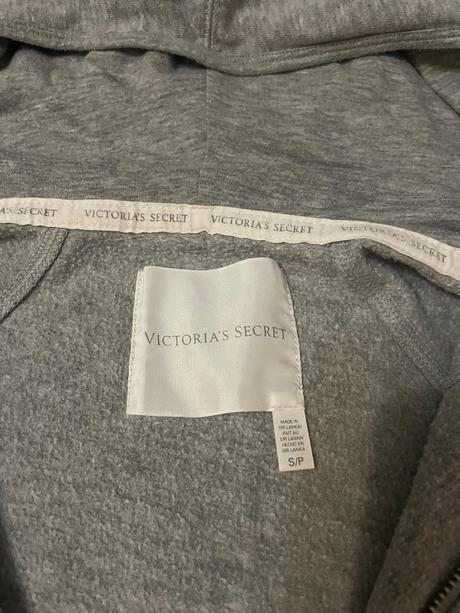 A'S SECRET VICTORIA'S SECRET VICTORIA'S SECRET VICTORIA'S SECRET
VICTORIA'S SECRET
MADE IN
SRI LANKA/
FAIT AU
SRI LANKA/
HECHO EN
SRI LANKA
S/P